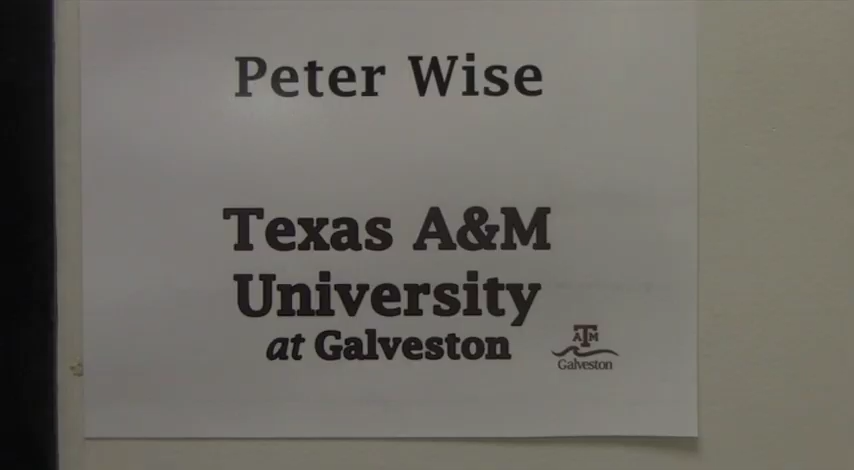 Peter Wise
Texas A&M
University
at Galveston
ATM
Galveston